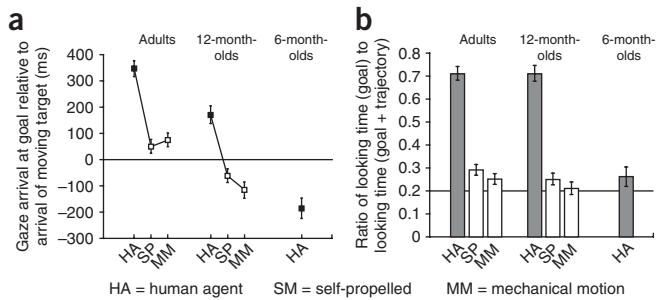 a
Adults
12-month-
olds
6-month-
olds
Gaze arrival at goal relative to
arrival of moving target (ms)
400
300
200
100
0
−100
−200
−300
HA
SP
MM
HA
SP
MM
HA
b
Adults
12-month-
olds
6-month-
olds
Ratio of looking time (goal) to
looking time (goal + trajectory)
0.8
0.7
0.6
0.5
0.4
0.3
0.2
0.1
0
HA
SP
MM
HA
SP
MM
HA
HA = human agent SM = self-propelled MM = mechanical motion